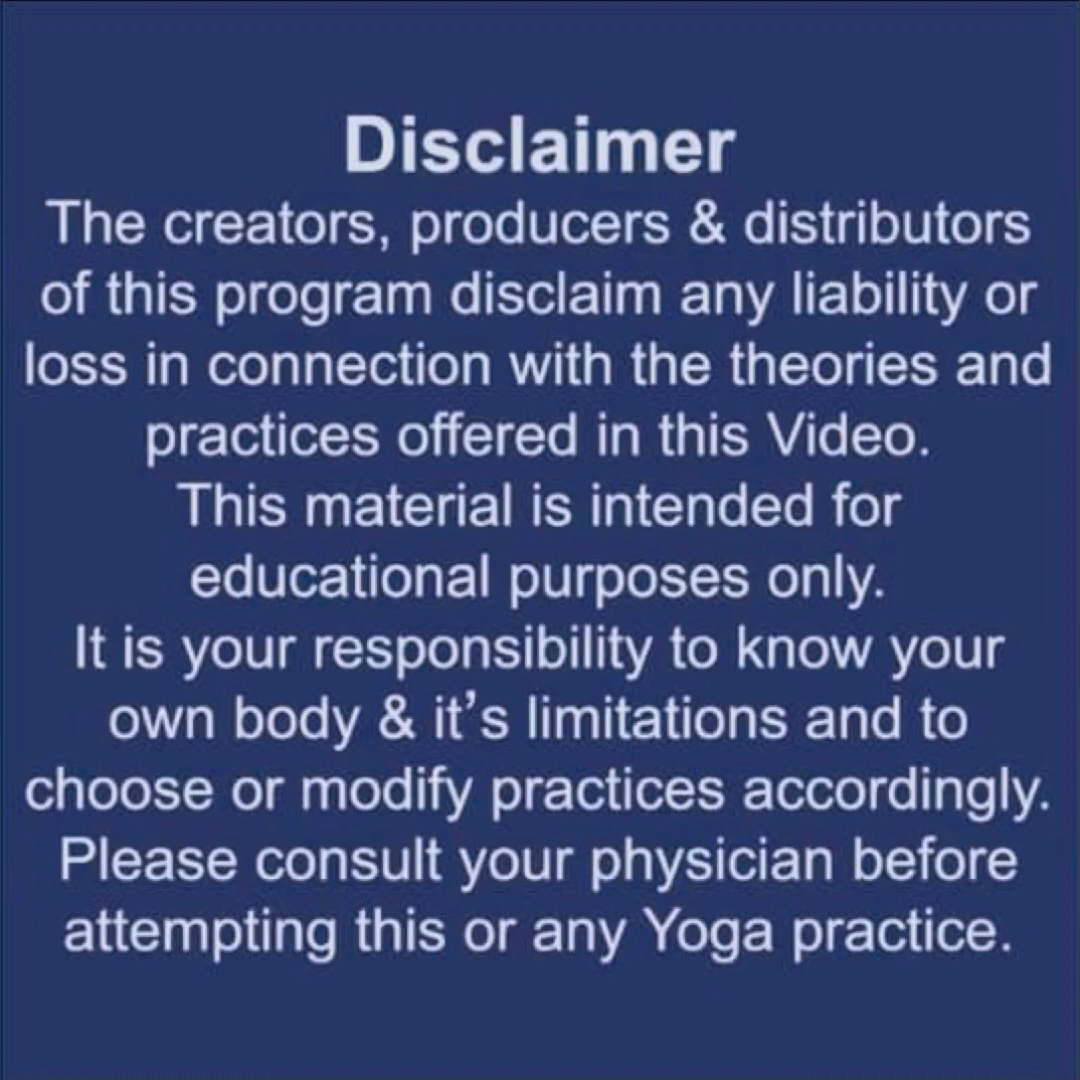 Disclaimer
The creators, producers & distributors
of this program disclaim any liability or
loss in connection with the theories and
practices offered in this Video.
This material is intended for
educational purposes only.
It is your responsibility to know your
own body & it’s limitations and to
choose or modify practices accordingly.
Please consult your physician before
attempting this or any Yoga practice.